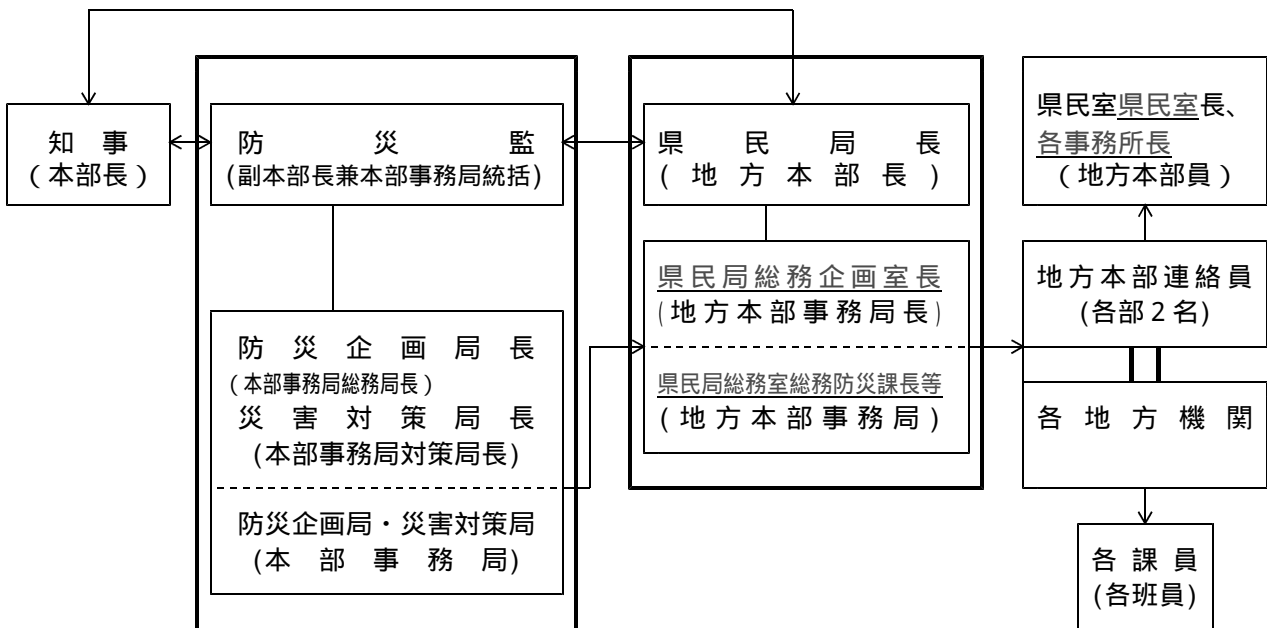 知　事
（本部長）
防　災　監
(副本部長兼本部事務局統括)
防　災　企　画　局　長
（本部事務局総務局長）
災　害　対　策　局　長
(本部事務局対策局長)
防災企画局・災害対策局
(本　部　事　務　局)
県　民　局　長
(地　方　本　部　長)
県民局総務企画室長
(地方本部事務局長)
県民局総務室総務防災課長等
(地方本部事務局)
県民室県民室長、
各事務所長
（地方本部員）
地方本部連絡員
(各部２名)
各　地　方　機　関
各　課　員
(各班員)